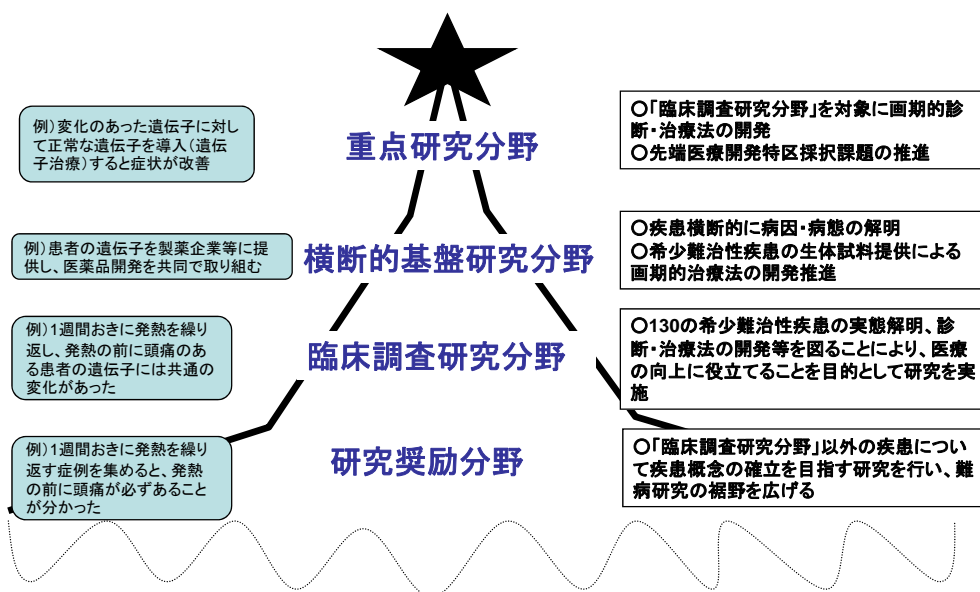 例）変化のあった遺伝子に対し
て正常な遺伝子を導入（遺伝
子治療）すると症状が改善
重点研究分野
○「臨床調査研究分野」を対象に画期的診
断・治療法の開発
○先端医療開発特区採択課題の推進
例）患者の遺伝子を製薬企業等に提
供し、医薬品開発を共同で取り組む
横断的基盤研究分野
○疾患横断的に病因・病態の解明
○希少難治性疾患の生体試料提供による
画期的治療法の開発推進
例）1週間おきに発熱を繰り
返し、発熱の前に頭痛のあ
る患者の遺伝子には共通の
変化があった
臨床調査研究分野
○130の希少難治性疾患の実態解明、診
断・治療法の開発等を図ることにより、医療
の向上に役立てることを目的として研究を実
施
例）1週間おきに発熱を繰り
返す症例を集めると、発熱
の前に頭痛が必ずあること
が分かった
研究奨励分野
○「臨床調査研究分野」以外の疾患につい
て疾患概念の確立を目指す研究を行い、難
病研究の裾野を広げる